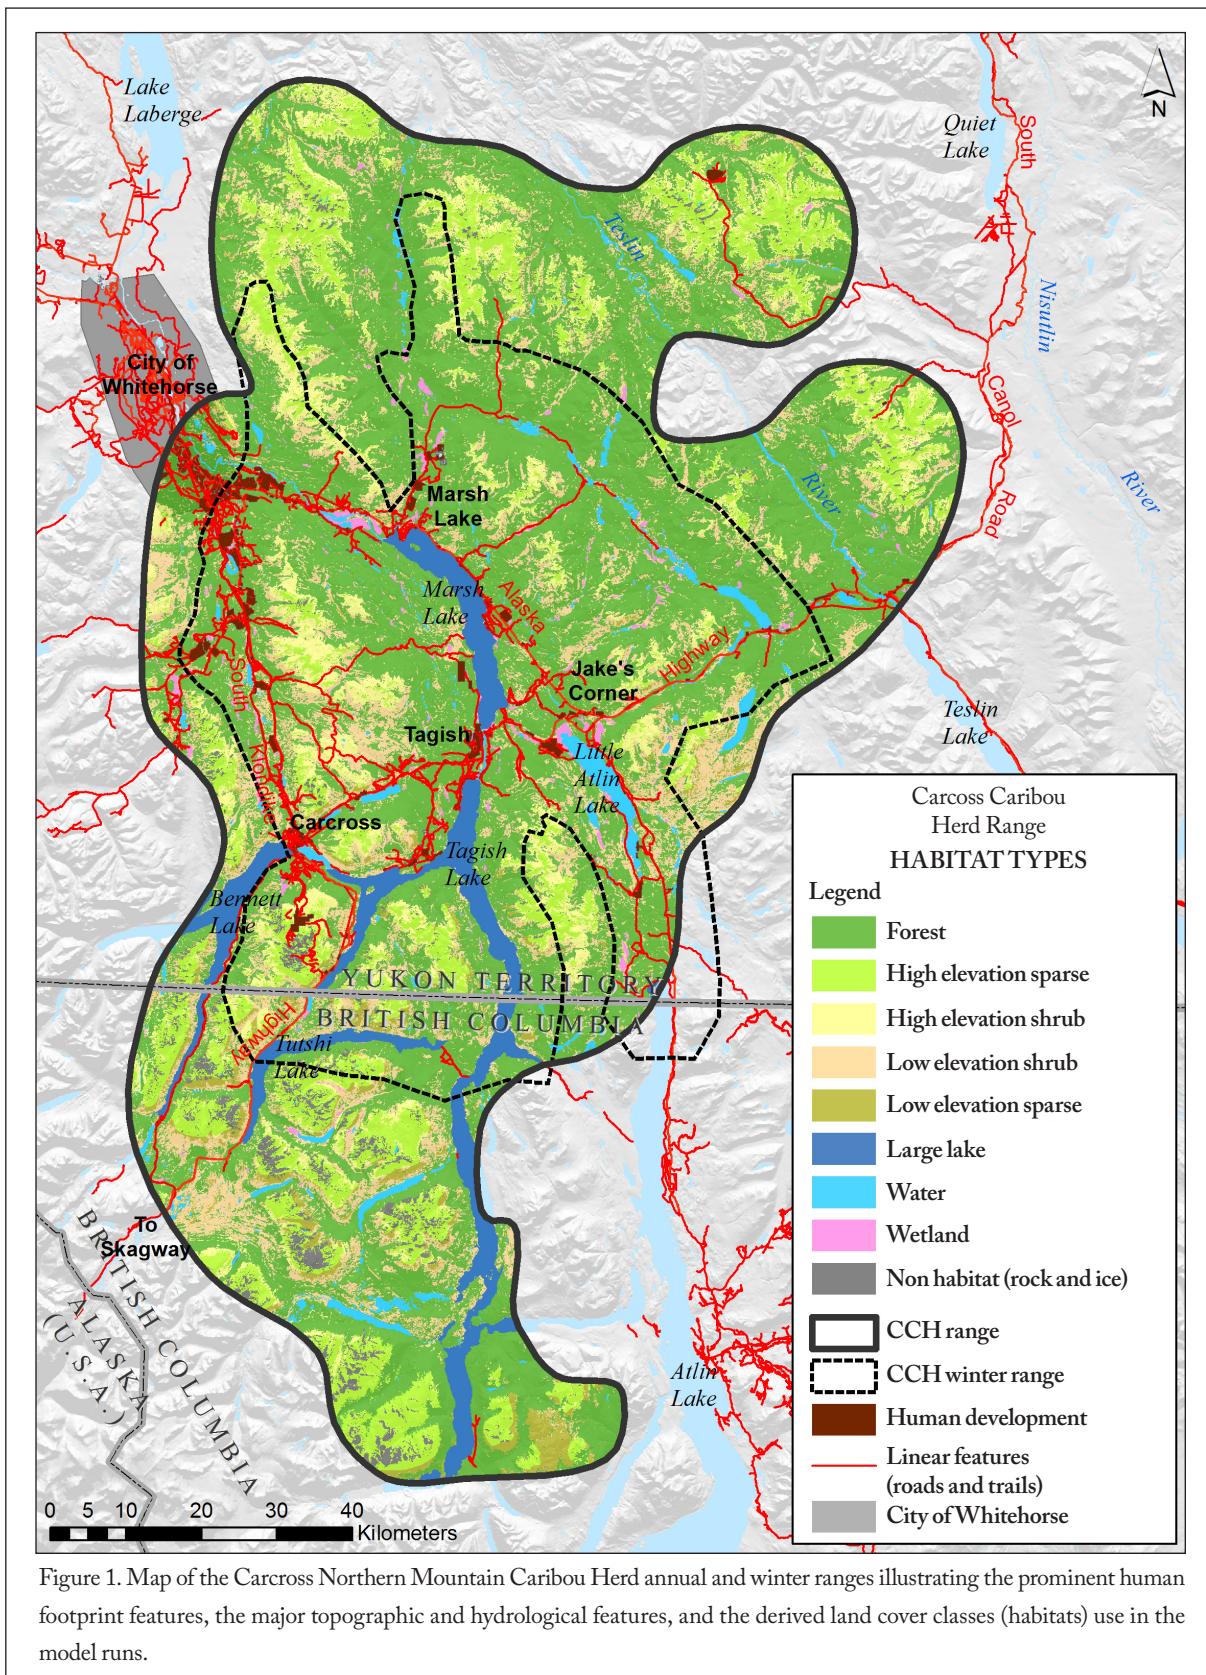 Lake
Laberge
N
Quiet
Lake
South
Teslin
Nisutlin
City of
Whitehorse
Canol
River
River
Road
Marsh
Lake
Marsh
Lake
Alaska
Highway
Jake's
Corner
South
Klondike
Tagish
Little
Atlin
Lake
Teslin
Lake
Carcross
Tagish
Lake
Bennett
Lake
YUKON TERRITORY
BRITISH COLUMBIA
Highway
Tutshi
Lake
To
Skagway
BRITISH COLUMBIA
ALASKA
(U.S.A.)
Atlin
Lake
Carcoss Caribou
Herd Range
HABITAT TYPES
Legend
Forest
High elevation sparse
High elevation shrub
Low elevation shrub
Low elevation sparse
Large lake
Water
Wetland
Non habitat (rock and ice)
CCH range
CCH winter range
Human development
Linear features
(roads and trails)
City of Whitehorse
0 5 10 20 30 40
Kilometers
Figure 1. Map of the Carcross Northern Mountain Caribou Herd annual and winter ranges illustrating the prominent human
footprint features, the major topographic and hydrological features, and the derived land cover classes (habitats) use in the
model runs.